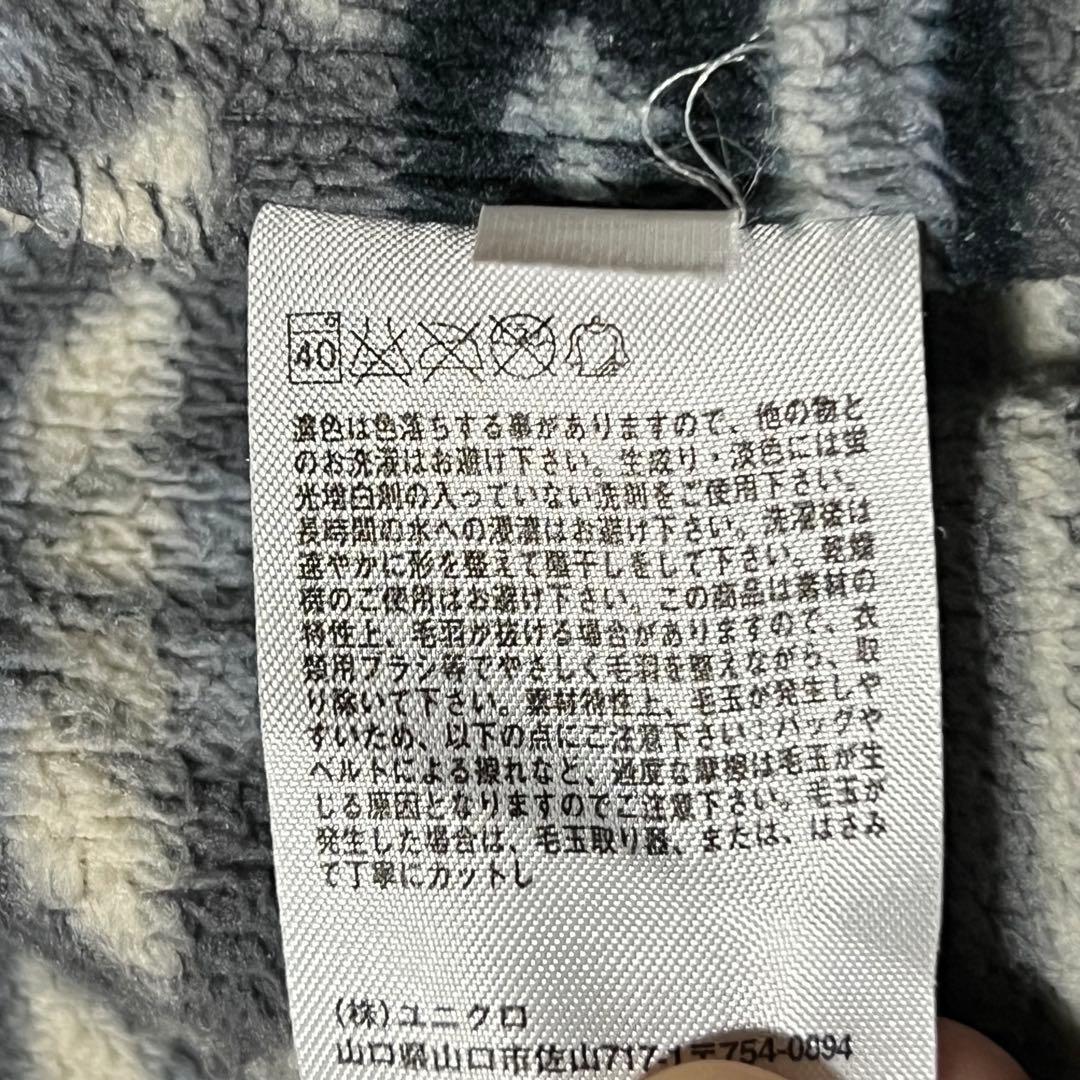 40
濃色は色落ちする事がありますので、他の物と
のお洗濯はお避け下さい。生成り・淡色には蛍
光増白剤の入っていない洗剤をご使用下さい。
長時間の水への浸漬はお避け下さい。洗濯後は
速やかに形を整えて陰干しをして下さい。乾燥
機のご使用はお避け下さい。この商品は素材の
特性上、毛羽が抜ける場合がありますので、衣
類用ブラシ等でやさしく毛羽を整えながら、取
り除いて下さい。素材特性上、毛玉が発生しや
すいため、以下の点にご注意下さい:バッグや
ベルトによる擦れなど、過度な摩擦は毛玉が生
じる原因となりますのでご注意下さい。毛玉が
発生した場合は、毛玉取り器、または、はさみ
で丁寧にカットし
(株)ユニクロ
山口県山口市佐山717-1〒754-0894